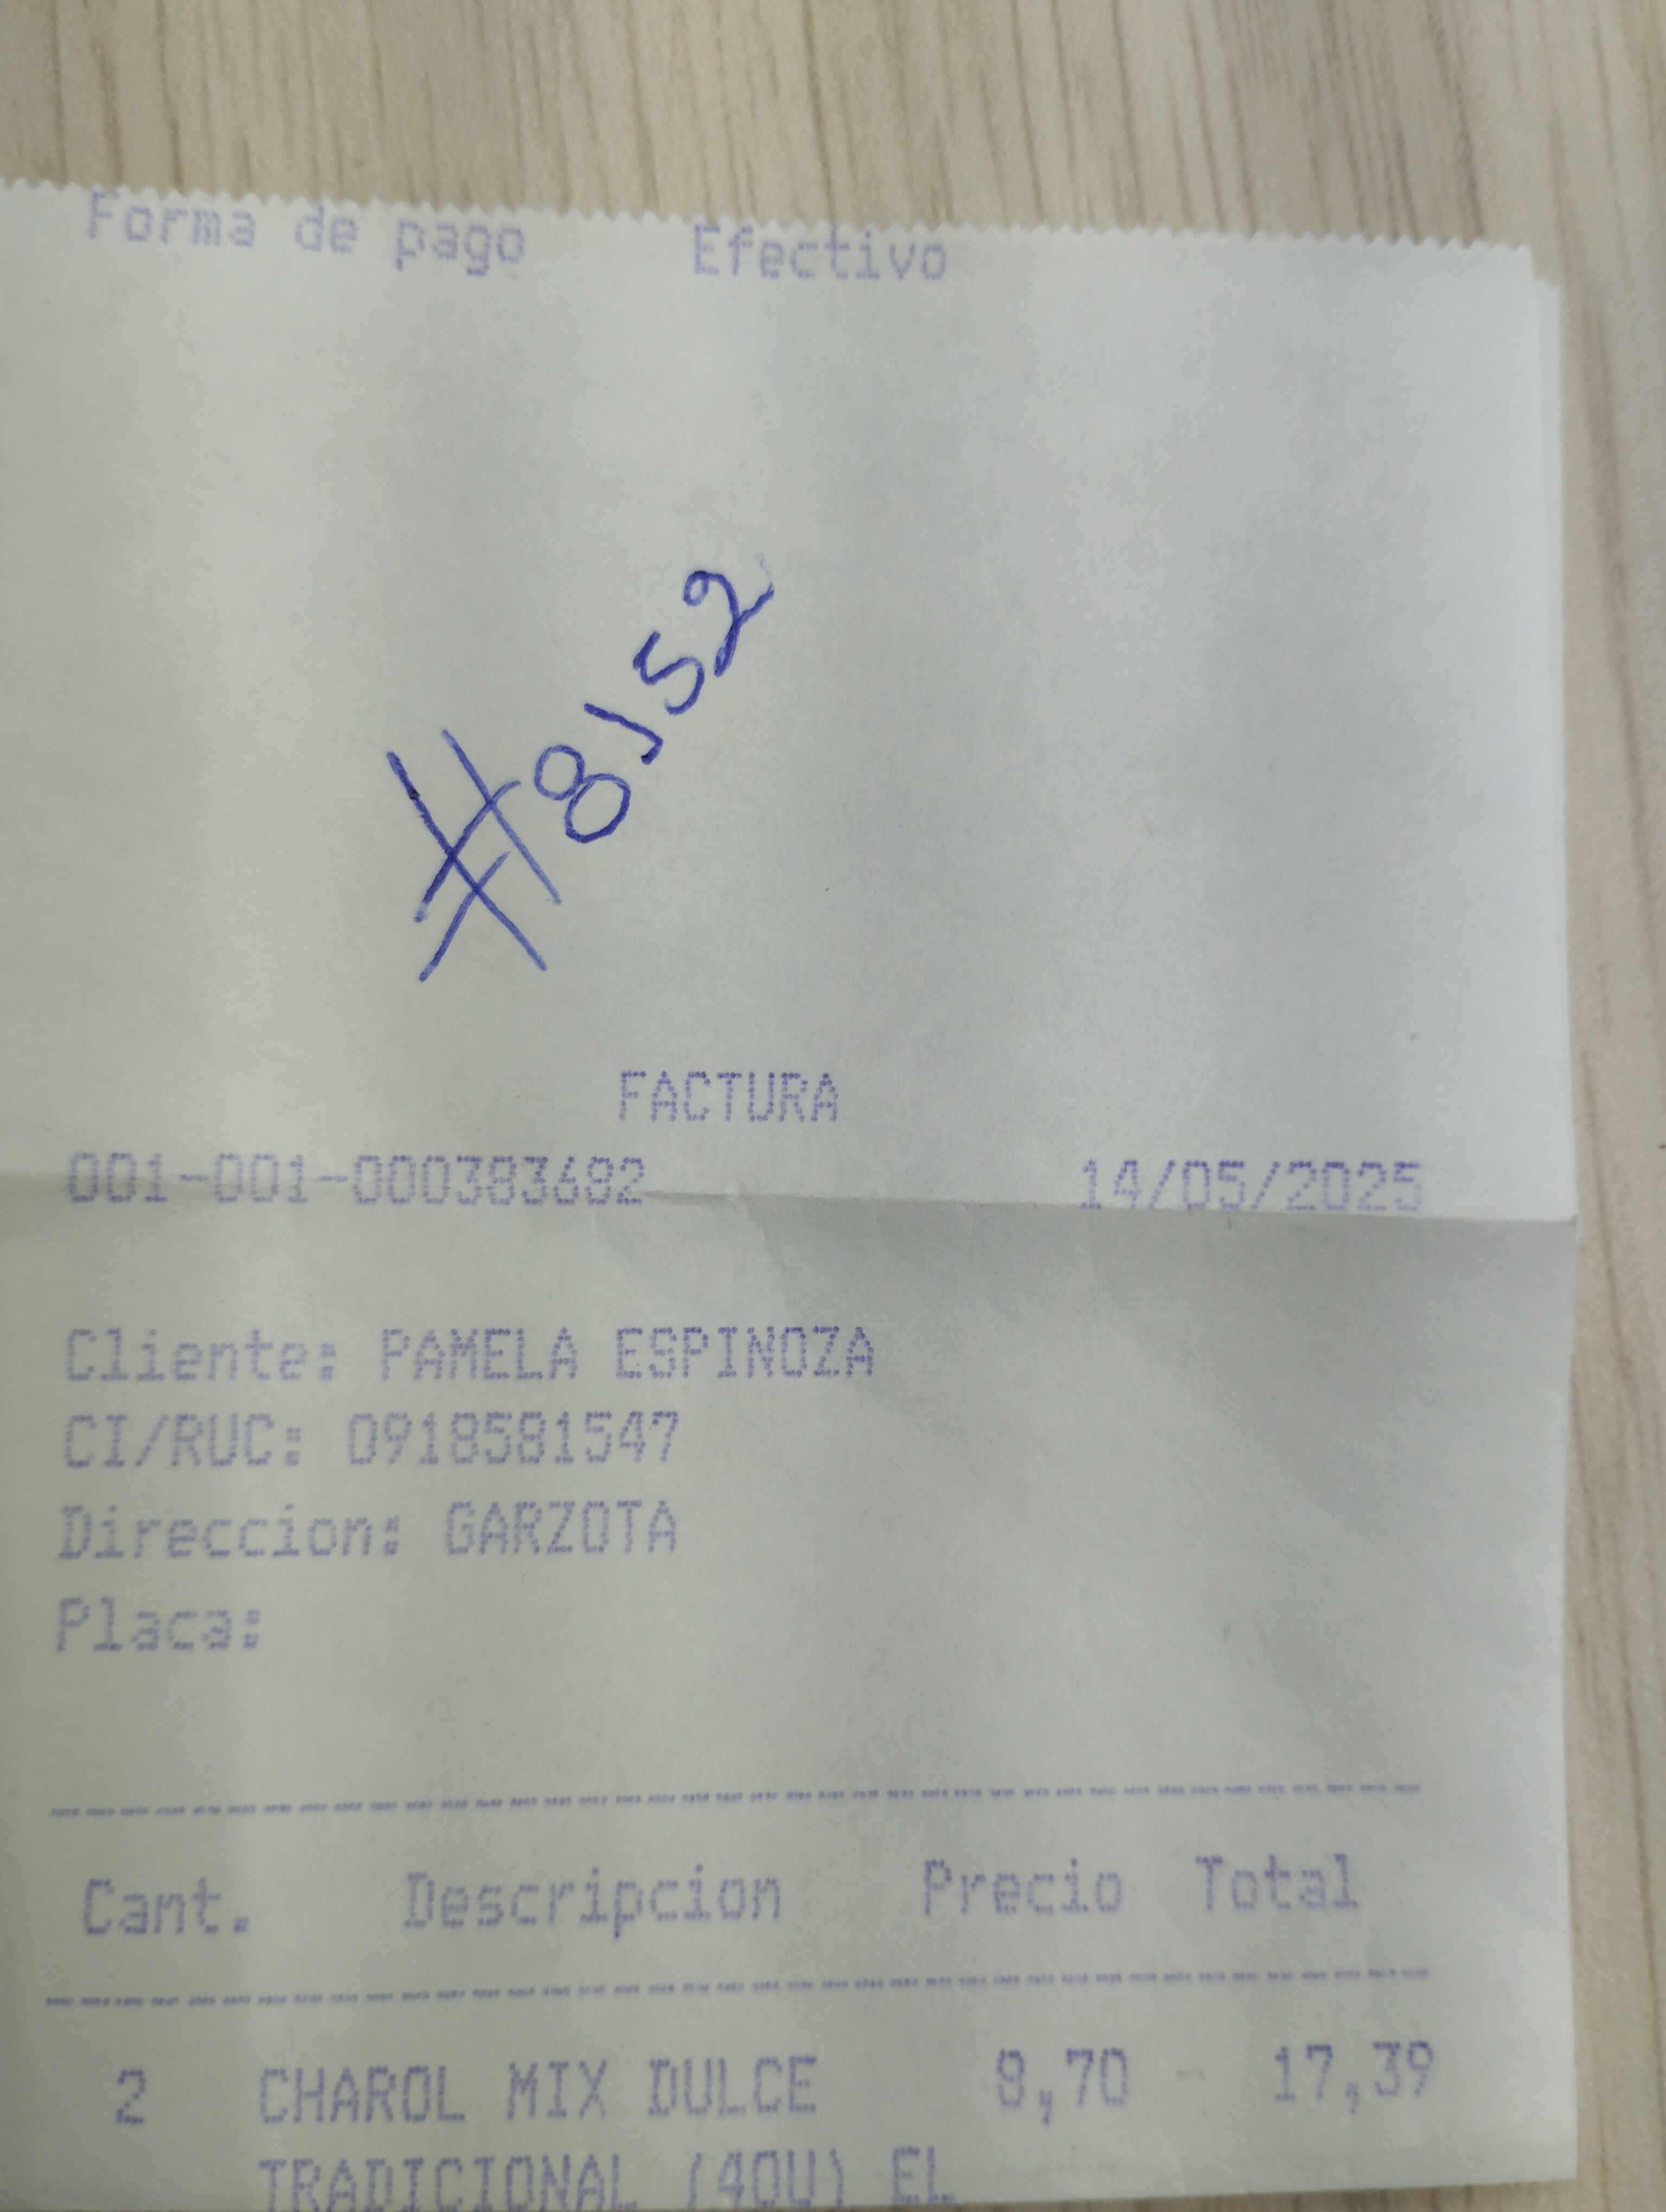 Forma de pago Efectivo
#8152
FACTURA
001-001-000383682 14/05/2025
Cliente: PAMELA ESPINOZA
CI/RUC: 0918581547
Direccion: GARZOTA
Placa:
Cant. Descripcion Precio Total
2 CHAROL MIX DULCE 8,70 17,39
TRADICIONAL (40U) EL